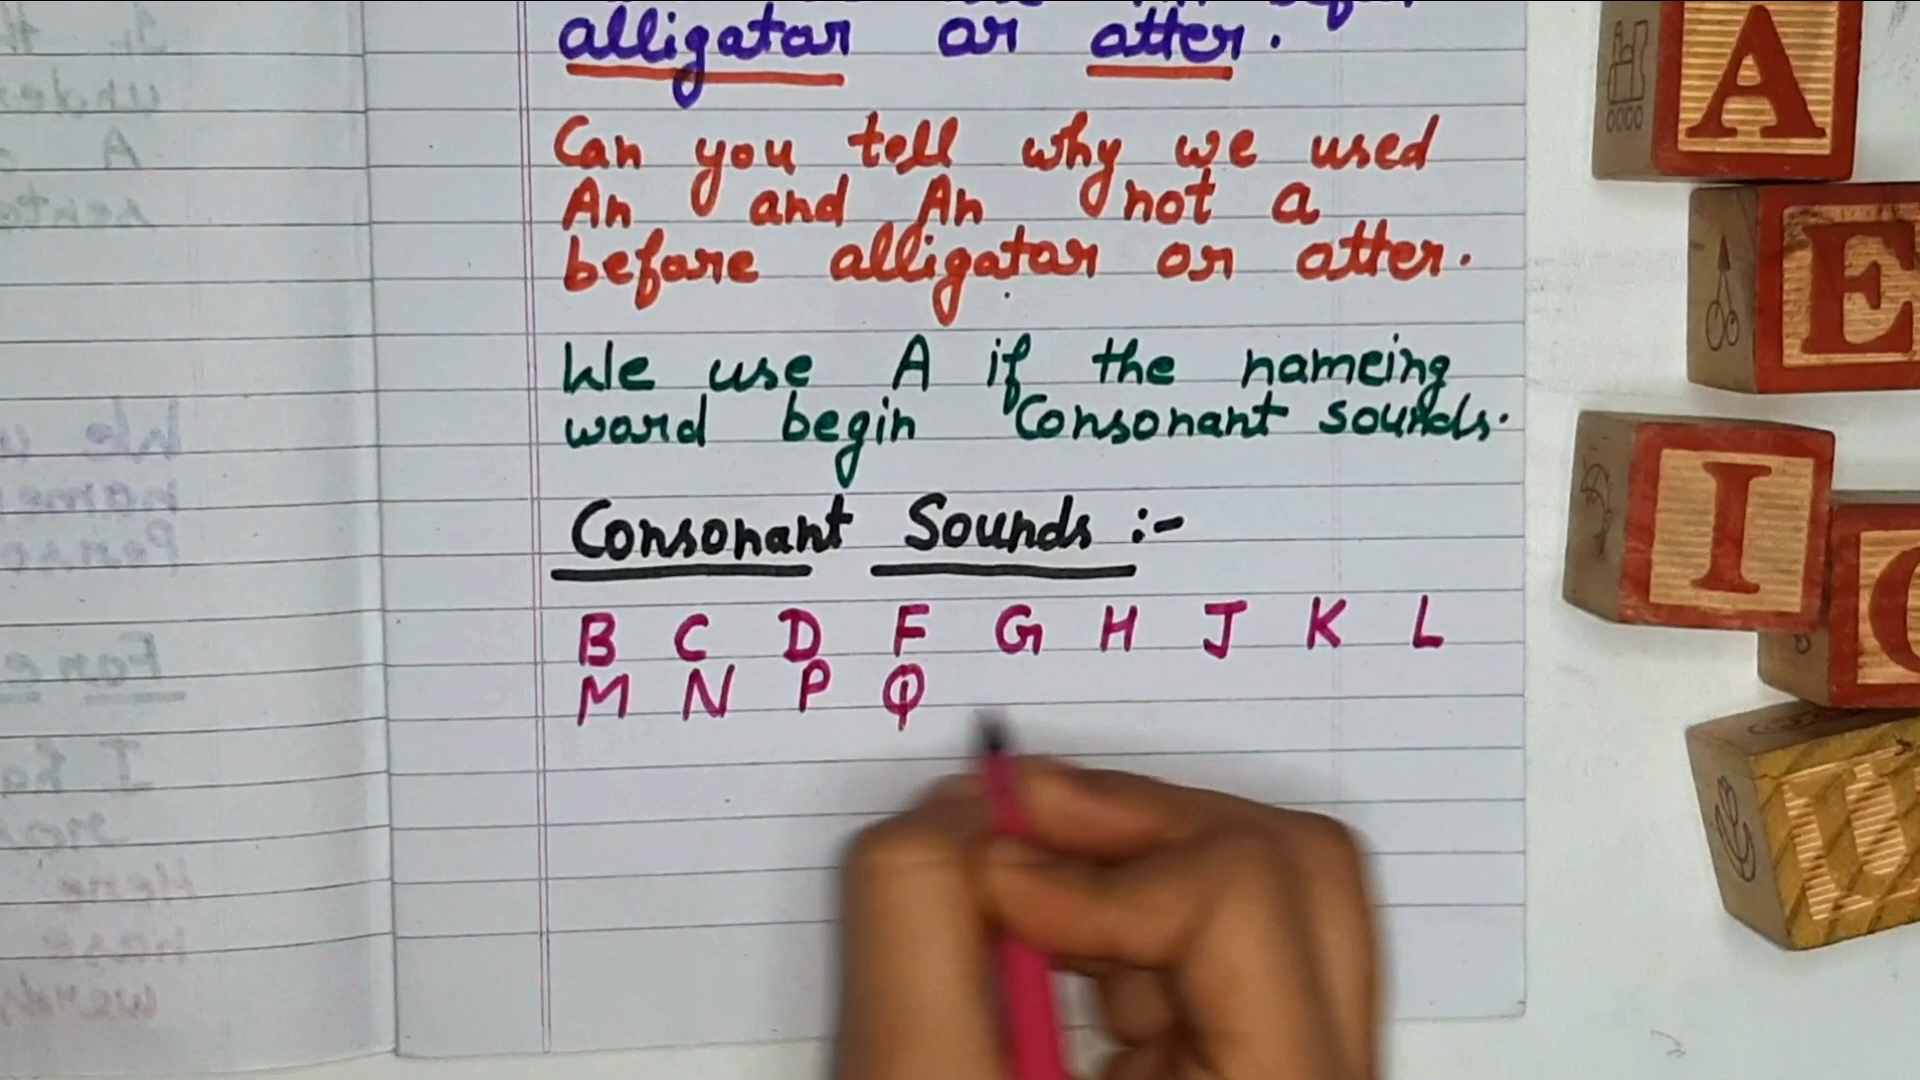 alligator or otter.
Can you tell why we used
An and An not a
before alligator or otter.
We use A if the nameing
word begin Consonant sounds.
Consonant Sounds :-
B C D F G H J K L
M N P Q
A
E
I
U